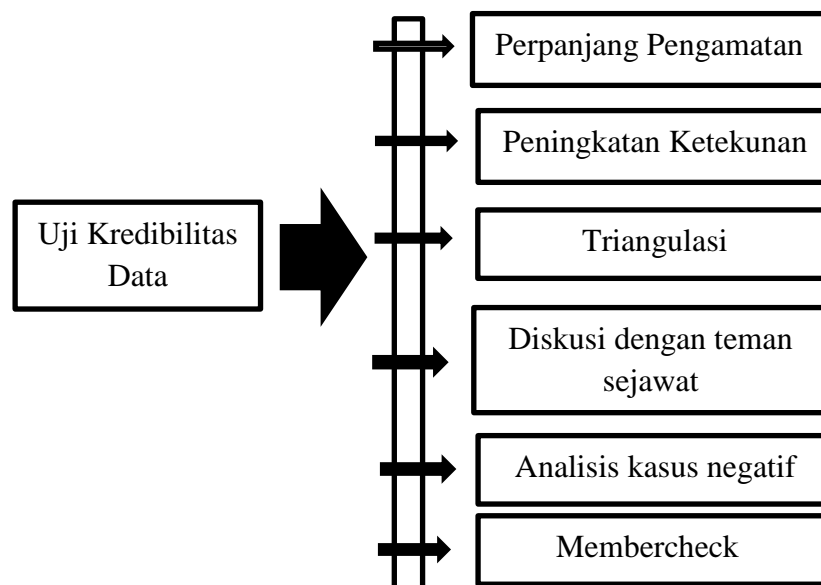 Perpanjang Pengamatan
Peningkatan Ketekunan
Uji Kredibilitas
Data
Triangulasi
Diskusi dengan teman
sejawat
Analisis kasus negatif
Membercheck